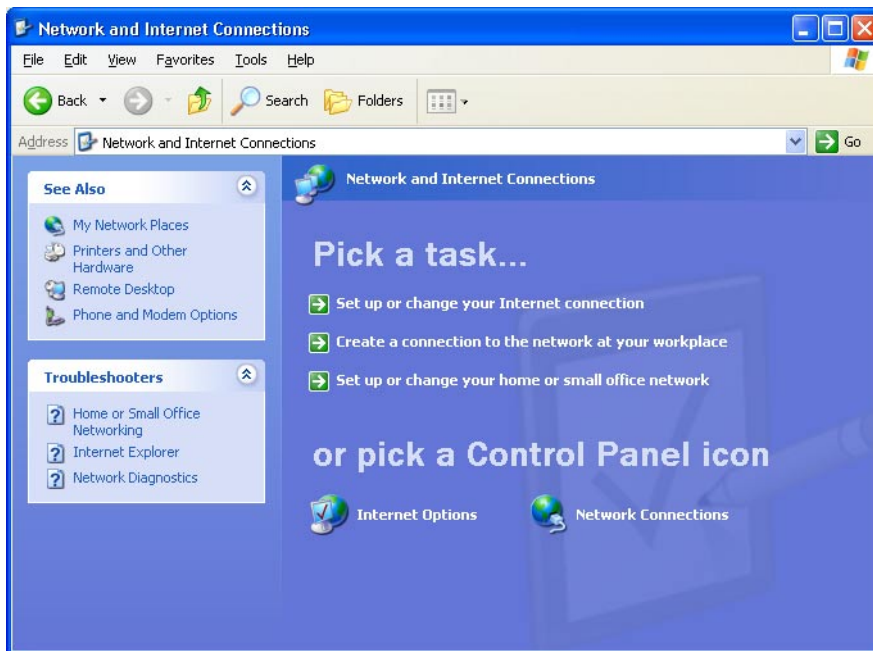 Network and Internet Connections
File Edit View Favorites Tools Help
Back Search Folders
Address Network and Internet Connections Go
See Also
My Network Places
Printers and Other
Hardware
Remote Desktop
Phone and Modem Options
Troubleshooters
Home or Small Office
Networking
Internet Explorer
Network Diagnostics
Network and Internet Connections
Pick a task...
Set up or change your Internet connection
Create a connection to the network at your workplace
Set up or change your home or small office network
or pick a Control Panel icon
Internet Options Network Connections